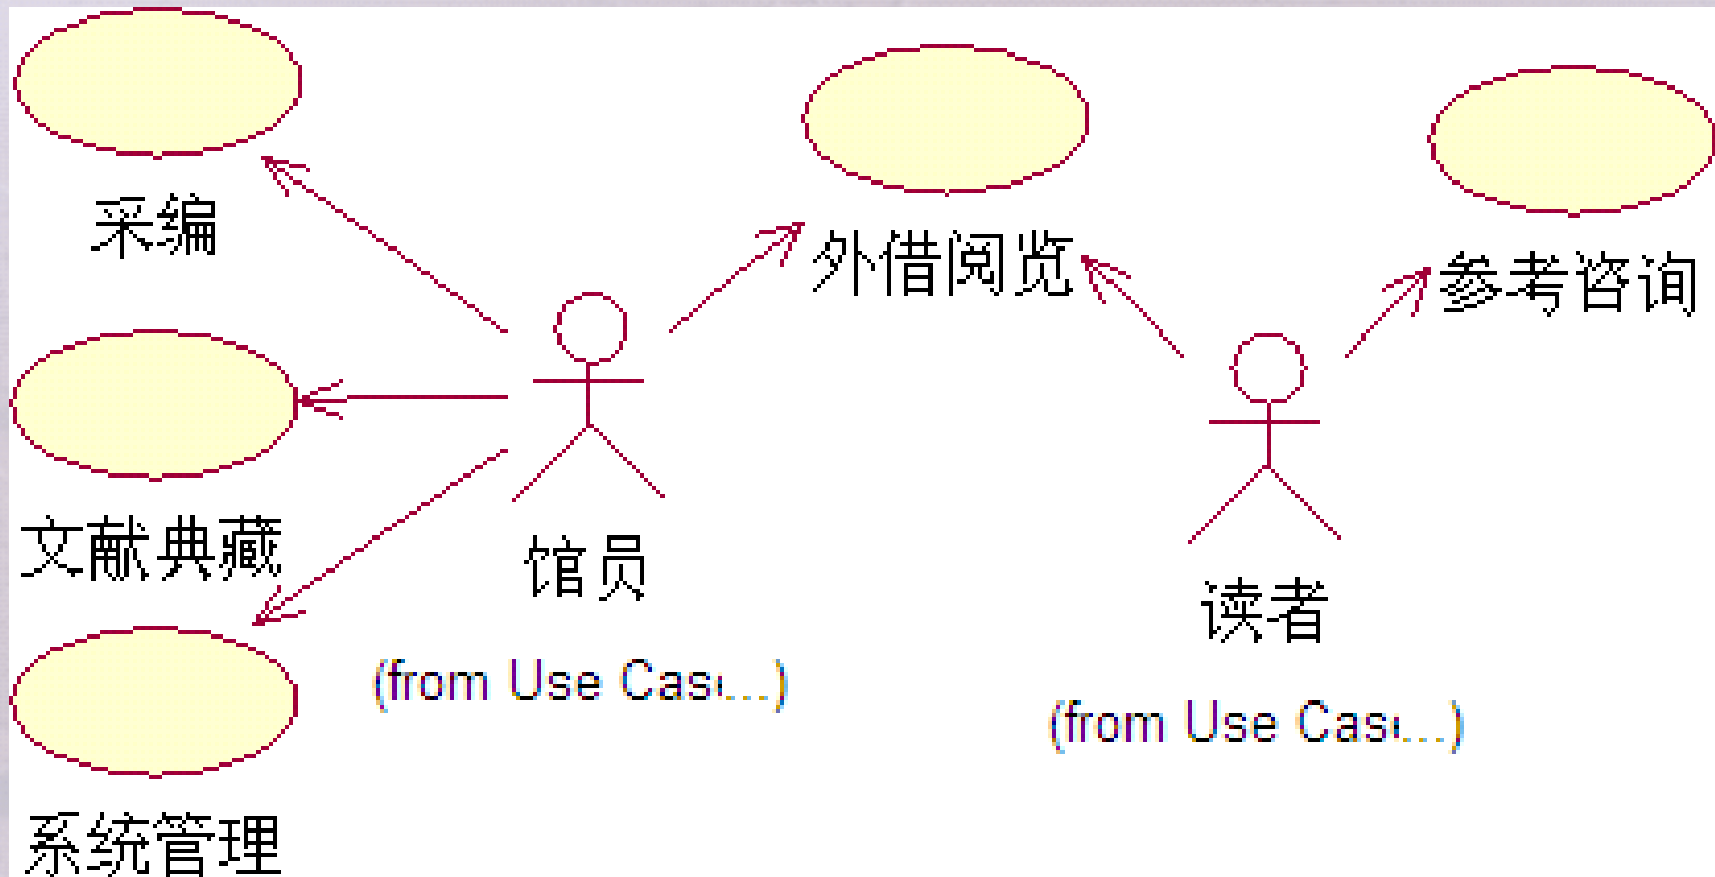 采编
外借阅览
参考咨询
文献典藏
馆员
读者
(from Use Cas...)
(from Use Cas...)
系统管理